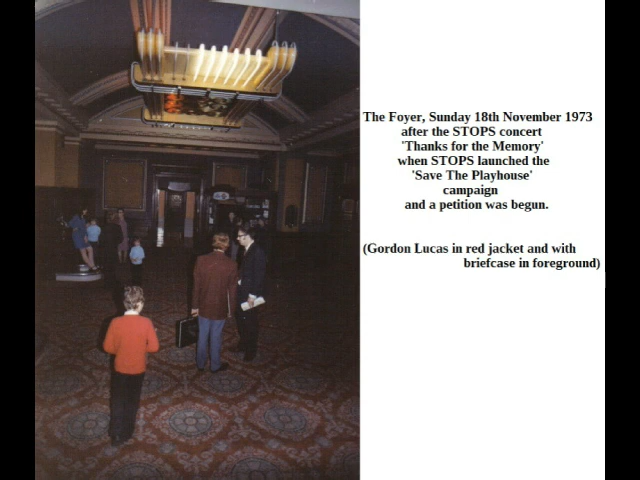 The Foyer, Sunday 18th November 1973
after the STOPS concert
'Thanks for the Memory'
when STOPS launched the
'Save The Playhouse'
campaign
and a petition was begun.
(Gordon Lucas in red jacket and with
briefcase in foreground)